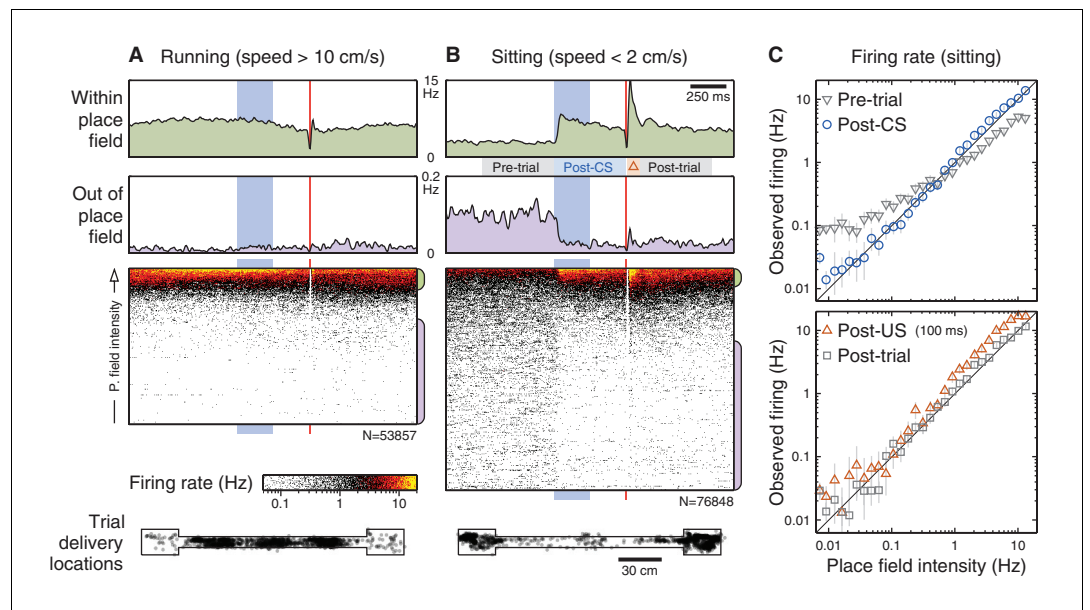 A Running (speed > 10 cm/s)
B Sitting (speed < 2 cm/s)
C Firing rate (sitting)
Within
place
field
15
Hz
0
250 ms
Pre-trial
Post-CS
Post-trial
Out of
place
field
0.2
Hz
0
P. field intensity
N=53857
N=76848
Firing rate (Hz)
0.1
1
10
Trial
delivery
locations
30 cm
Observed firing (Hz)
10
1
0.1
0.01
Pre-trial
Post-CS
Observed firing (Hz)
10
1
0.1
0.01
Post-US (100 ms)
Post-trial
0.01
0.1
1
10
Place field intensity (Hz)